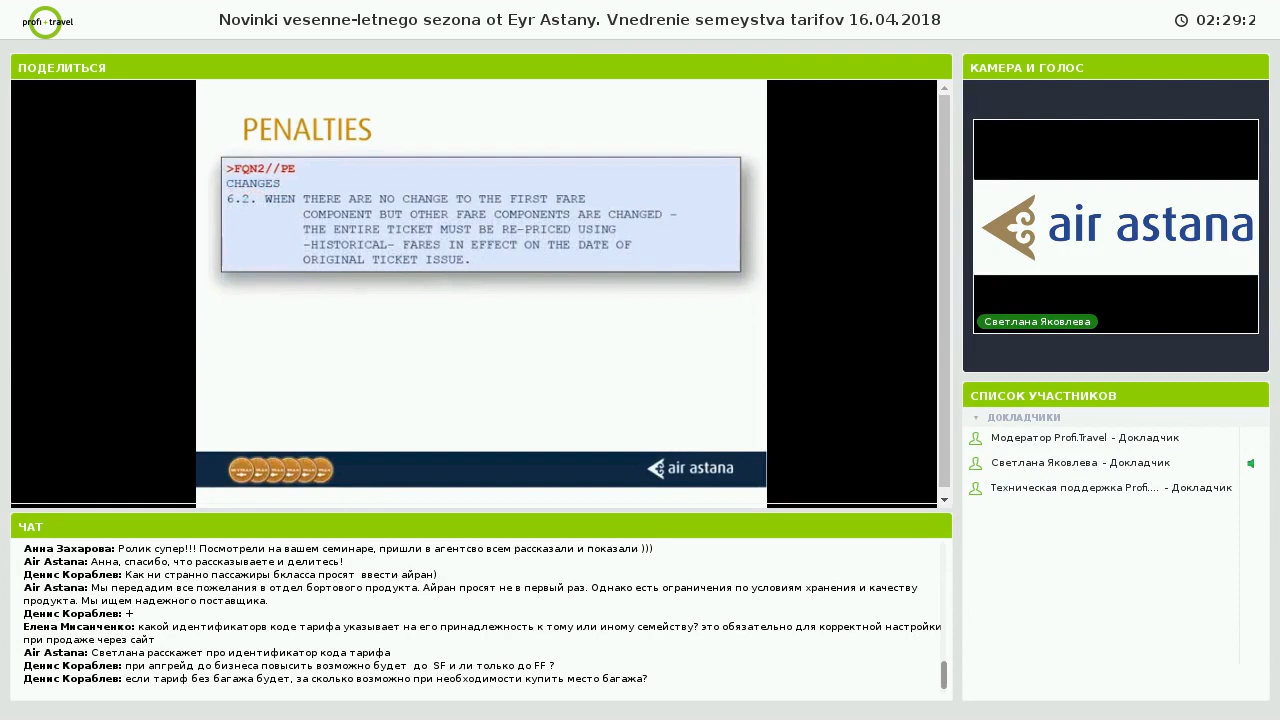 profi+travel
Novinki vesenne-letnego sezona ot Eyr Astany. Vnedrenie semeystva tarifov 16.04.2018
02:29:2
ПОДЕЛИТЬСЯ
PENALTIES
>FQN2//PE
CHANGES
6.2. WHEN THERE ARE NO CHANGE TO THE FIRST FARE
COMPONENT BUT OTHER FARE COMPONENTS ARE CHANGED -
THE ENTIRE TICKET MUST BE RE-PRICED USING
-HISTORICAL- FARES IN EFFECT ON THE DATE OF
ORIGINAL TICKET ISSUE.
air astana
КАМЕРА И ГОЛОС
air astana
Светлана Яковлева
СПИСОК УЧАСТНИКОВ
ДОКЛАДЧИКИ
Модератор Profi.Travel - Докладчик
Светлана Яковлева - Докладчик
Техническая поддержка Profi.... - Докладчик
ЧАТ
Анна Захарова: Ролик супер!!! Посмотрели на вашем семинаре, пришли в агентсво всем рассказали и показали )))
Air Astana: Анна, спасибо, что рассказываете и делитесь!
Денис Кораблев: Как ни странно пассажиры бкласса просят ввести айран)
Air Astana: Мы передадим все пожелания в отдел бортового продукта. Айран просят не в первый раз. Однако есть ограничения по условиям хранения и качеству
продукта. Мы ищем надежного поставщика.
Денис Кораблев: +
Елена Мисанченко: какой идентификаторв коде тарифа указывает на его принадлежность к тому или иному семейству? это обязательно для корректной настройки
при продаже через сайт
Air Astana: Светлана расскажет про идентификатор кода тарифа
Денис Кораблев: при апгрейд до бизнеса повысить возможно будет до SF и ли только до FF ?
Денис Кораблев: если тариф без багажа будет, за сколько возможно при необходимости купить место багажа?